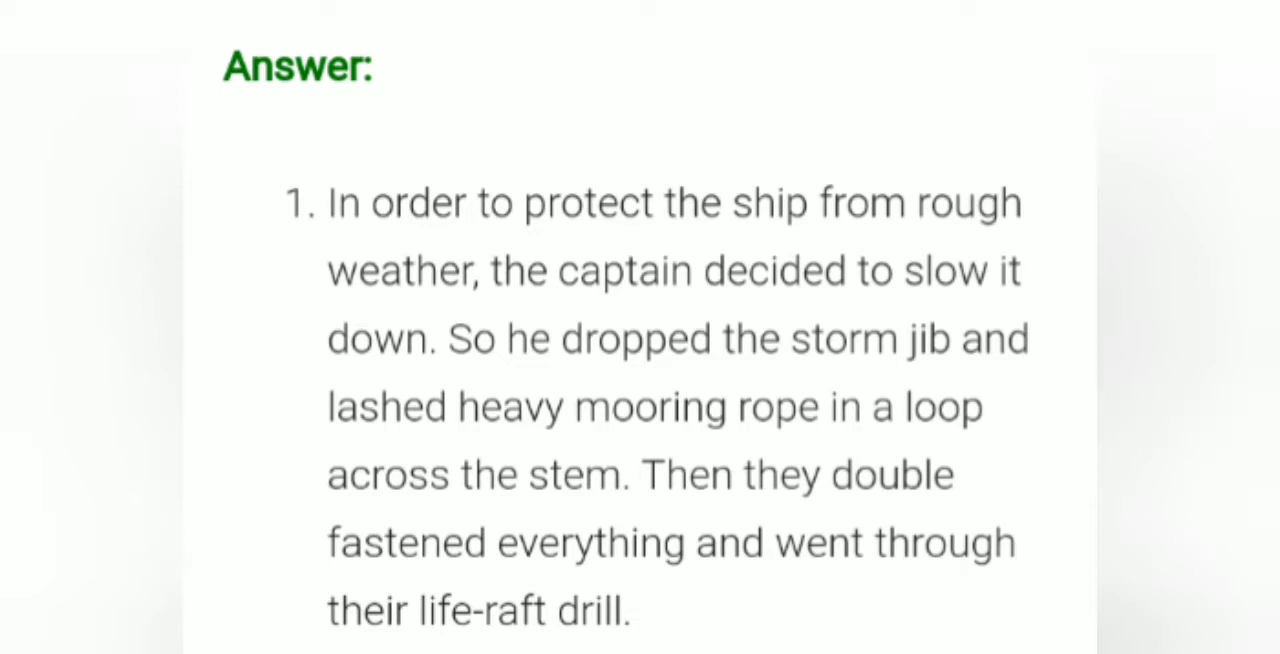 Answer:
1. In order to protect the ship from rough
weather, the captain decided to slow it
down. So he dropped the storm jib and
lashed heavy mooring rope in a loop
across the stem. Then they double
fastened everything and went through
their life-raft drill.